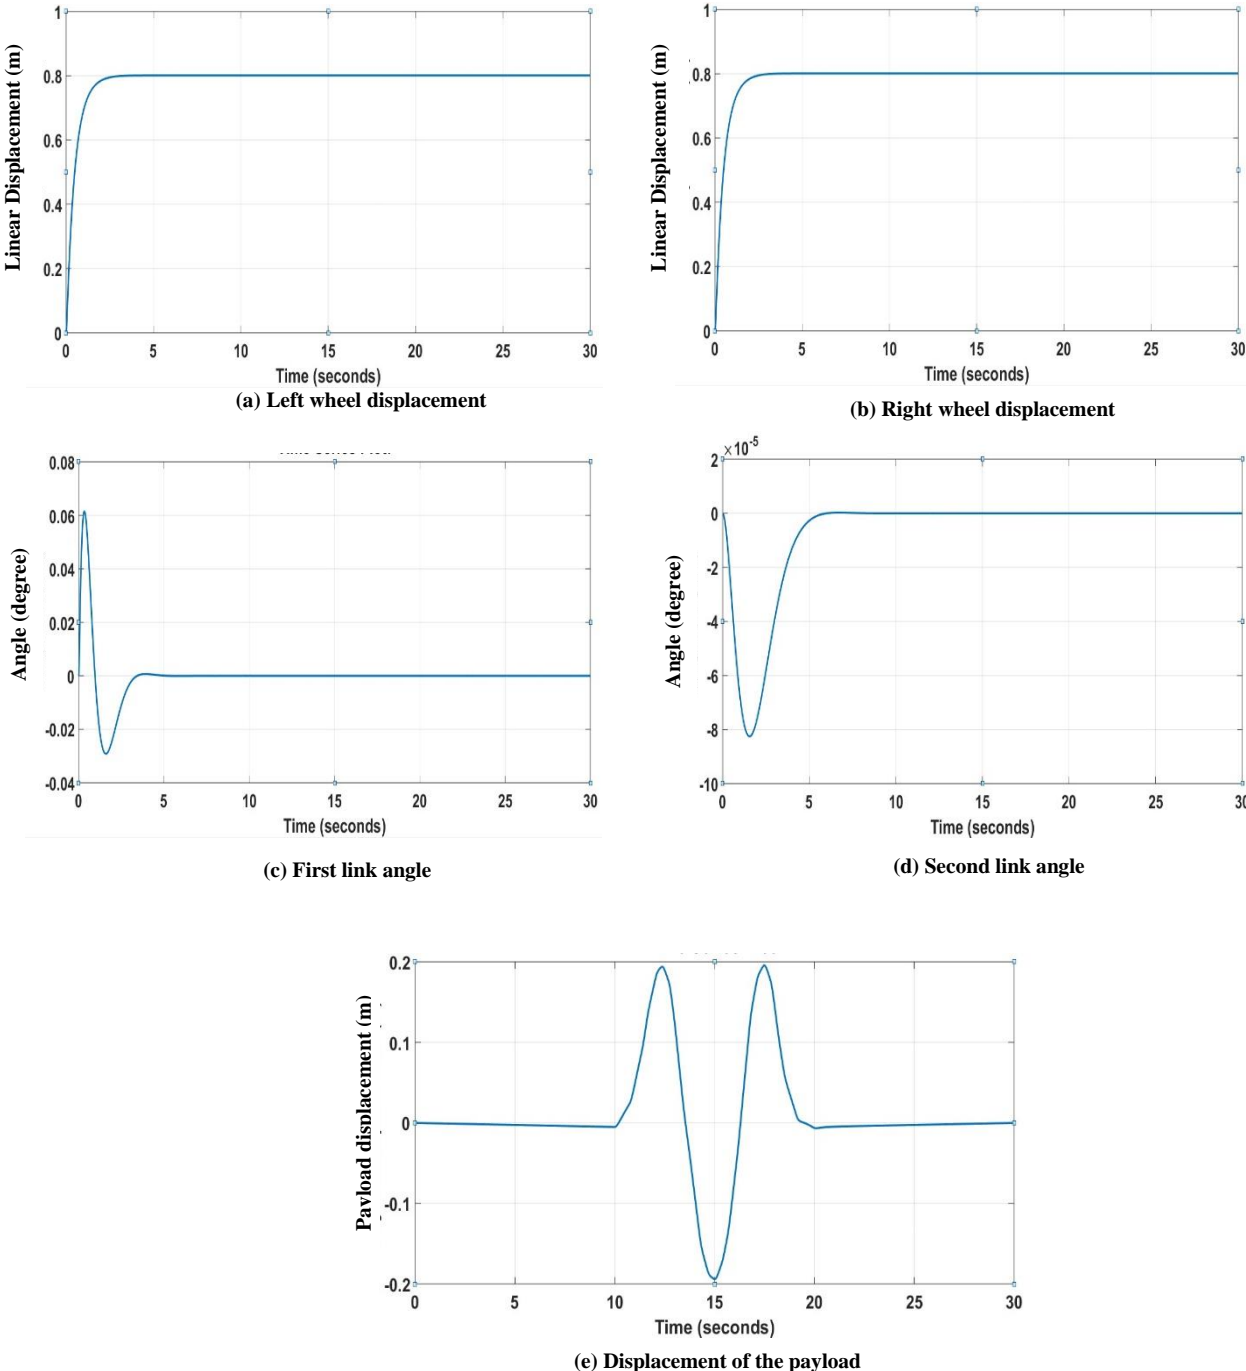 1
0.8
0.6
0.4
0.2
0
Linear Displacement (m)
0 5 10 15 20 25 30
Time (seconds)
(a) Left wheel displacement
1
0.8
0.6
0.4
0.2
0
Linear Displacement (m)
0 5 10 15 20 25 30
Time (seconds)
(b) Right wheel displacement
0.08
0.06
0.04
0.02
0
-0.02
-0.04
Angle (degree)
0 5 10 15 20 25 30
Time (seconds)
(c) First link angle
×10-5
2
0
-2
-4
-6
-8
-10
Angle (degree)
0 5 10 15 20 25 30
Time (seconds)
(d) Second link angle
0.2
0.1
0
-0.1
-0.2
Payload displacement (m)
0 5 10 15 20 25 30
Time (seconds)
(e) Displacement of the payload